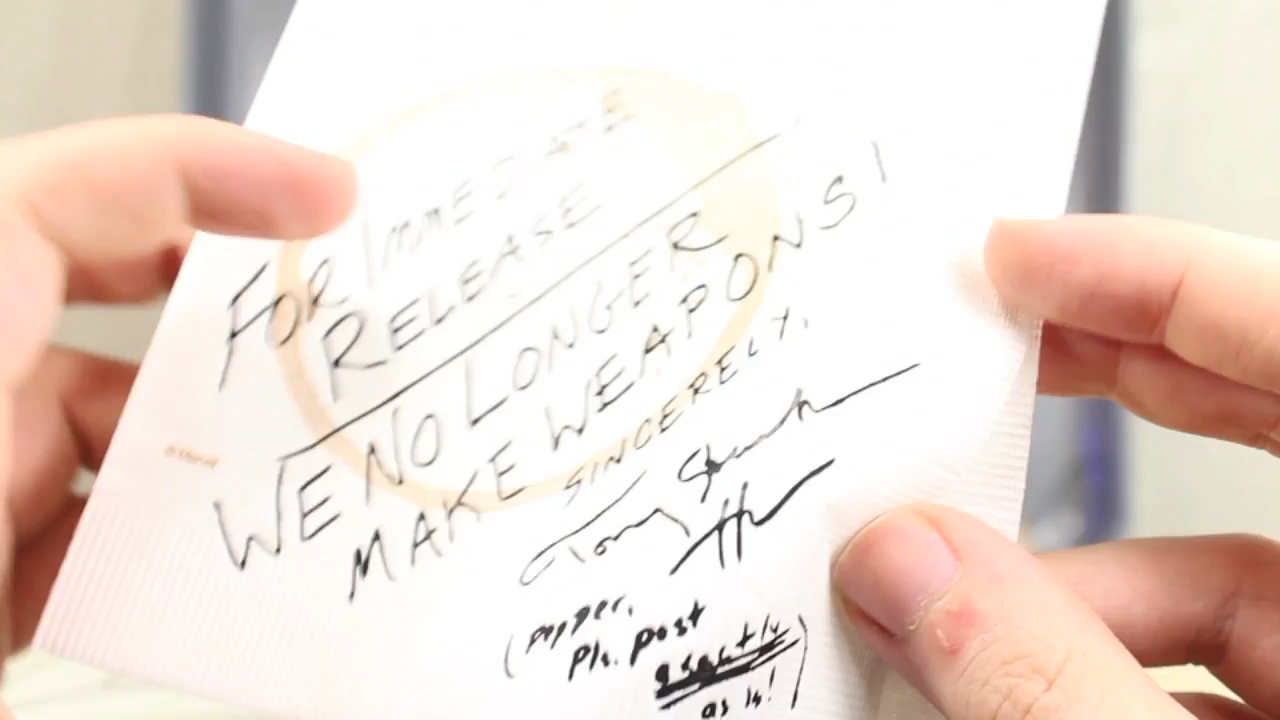 FOR IMMEDIATE
RELEASE
WE NO LONGER
MAKE WEAPONS!
SINCERELY,
Tony Stark
(pepper,
pls. post
exactly
as is!)